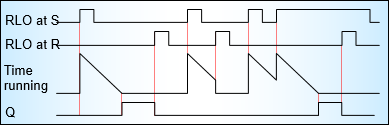 RLO at S
RLO at R
Time
running
Q